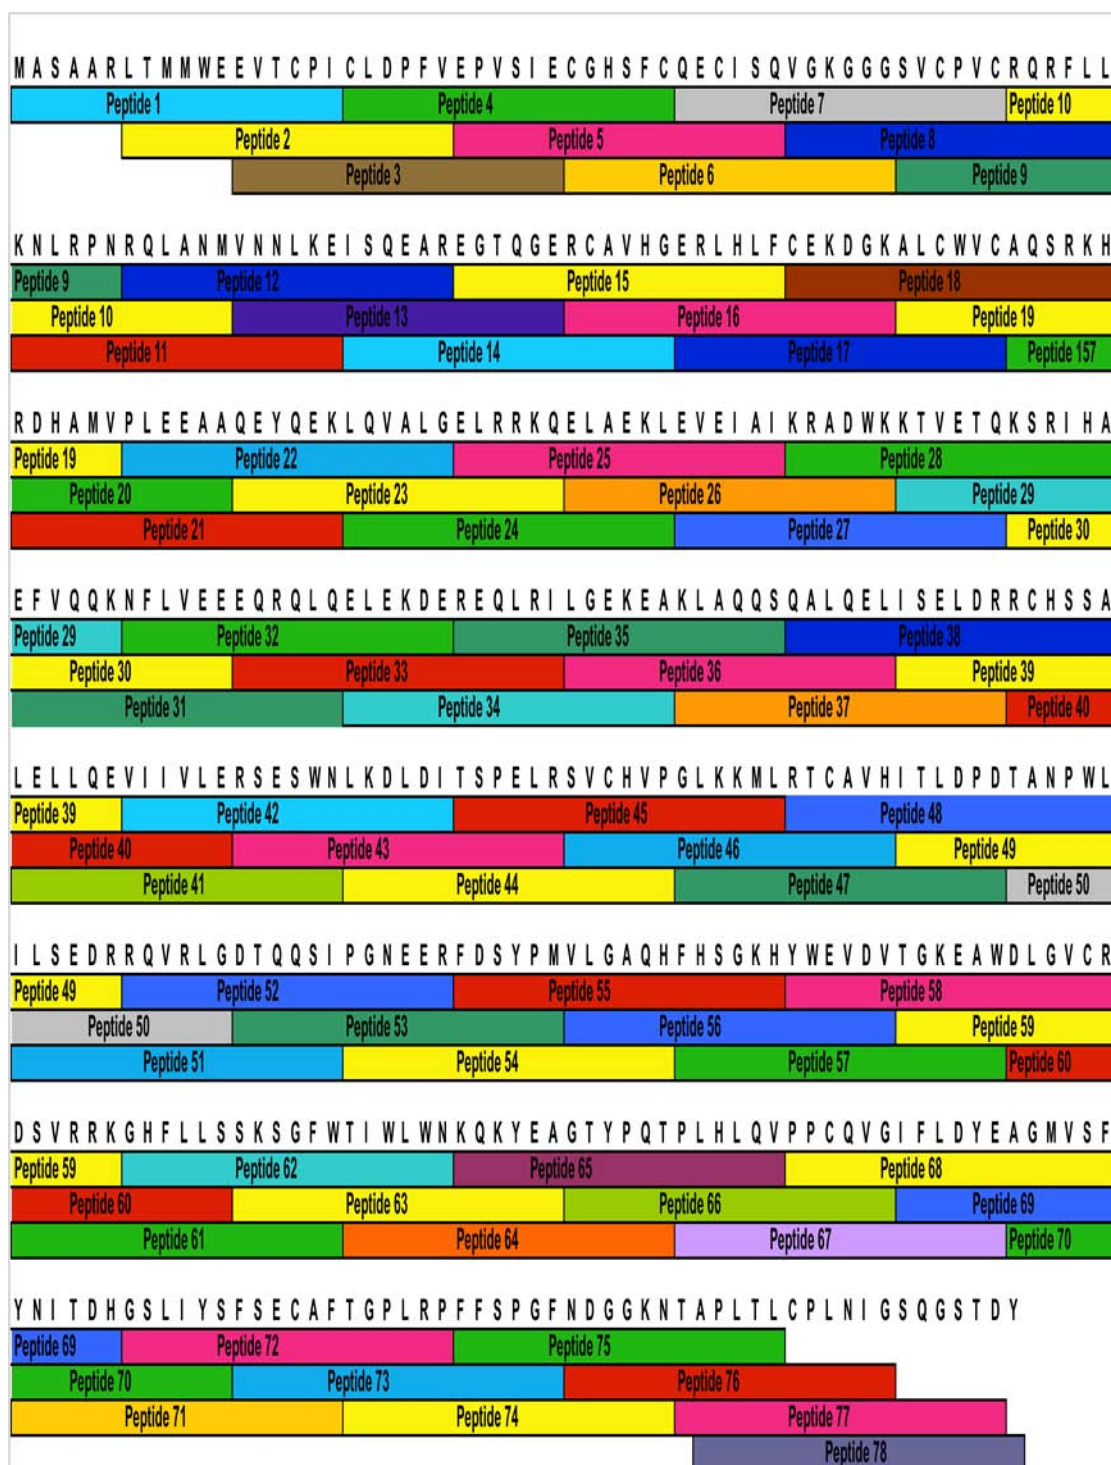 M A S A A R L T M M W E E V T C P I C L D P F V E P V S I E C G H S F C Q E C I S Q V G K G G G S V C P V C R Q R F L L
Peptide 1 Peptide 4 Peptide 7 Peptide 10
Peptide 2 Peptide 5 Peptide 8
Peptide 3 Peptide 6 Peptide 9
K N L R P N R Q L A N M V N N L K E I S Q E A R E G T Q G E R C A V H G E R L H L F C E K D G K A L C W V C A Q S R K H
Peptide 9 Peptide 12 Peptide 15 Peptide 18
Peptide 10 Peptide 13 Peptide 16 Peptide 19
Peptide 11 Peptide 14 Peptide 17 Peptide 157
R D H A M V P L E E A A Q E Y Q E K L Q V A L G E L R R K Q E L A E K L E V E I A I K R A D W K K T V E T Q K S R I H A
Peptide 19 Peptide 22 Peptide 25 Peptide 28
Peptide 20 Peptide 23 Peptide 26 Peptide 29
Peptide 21 Peptide 24 Peptide 27 Peptide 30
E F V Q Q K N F L V E E E Q R Q L Q E L E K D E R E Q L R I L G E K E A K L A Q Q S Q A L Q E L I S E L D R R C H S S A
Peptide 29 Peptide 32 Peptide 35 Peptide 38
Peptide 30 Peptide 33 Peptide 36 Peptide 39
Peptide 31 Peptide 34 Peptide 37 Peptide 40
L E L L Q E V I I V L E R S E S W N L K D L D I T S P E L R S V C H V P G L K K M L R T C A V H I T L D P D T A N P W L
Peptide 39 Peptide 42 Peptide 45 Peptide 48
Peptide 40 Peptide 43 Peptide 46 Peptide 49
Peptide 41 Peptide 44 Peptide 47 Peptide 50
I L S E D R R Q V R L G D T Q Q S I P G N E E R F D S Y P M V L G A Q H F H S G K H Y W E V D V T G K E A W D L G V C R
Peptide 49 Peptide 52 Peptide 55 Peptide 58
Peptide 50 Peptide 53 Peptide 56 Peptide 59
Peptide 51 Peptide 54 Peptide 57 Peptide 60
D S V R R K G H F L L S S K S G F W T I W L W N K Q K Y E A G T Y P Q T P L H L Q V P P C Q V G I F L D Y E A G M V S F
Peptide 59 Peptide 62 Peptide 65 Peptide 68
Peptide 60 Peptide 63 Peptide 66 Peptide 69
Peptide 61 Peptide 64 Peptide 67 Peptide 70
Y N I T D H G S L I Y S F S E C A F T G P L R P F F S P G F N D G G K N T A P L T L C P L N I G S Q G S T D Y
Peptide 69 Peptide 72 Peptide 75
Peptide 70 Peptide 73 Peptide 76
Peptide 71 Peptide 74 Peptide 77
Peptide 78